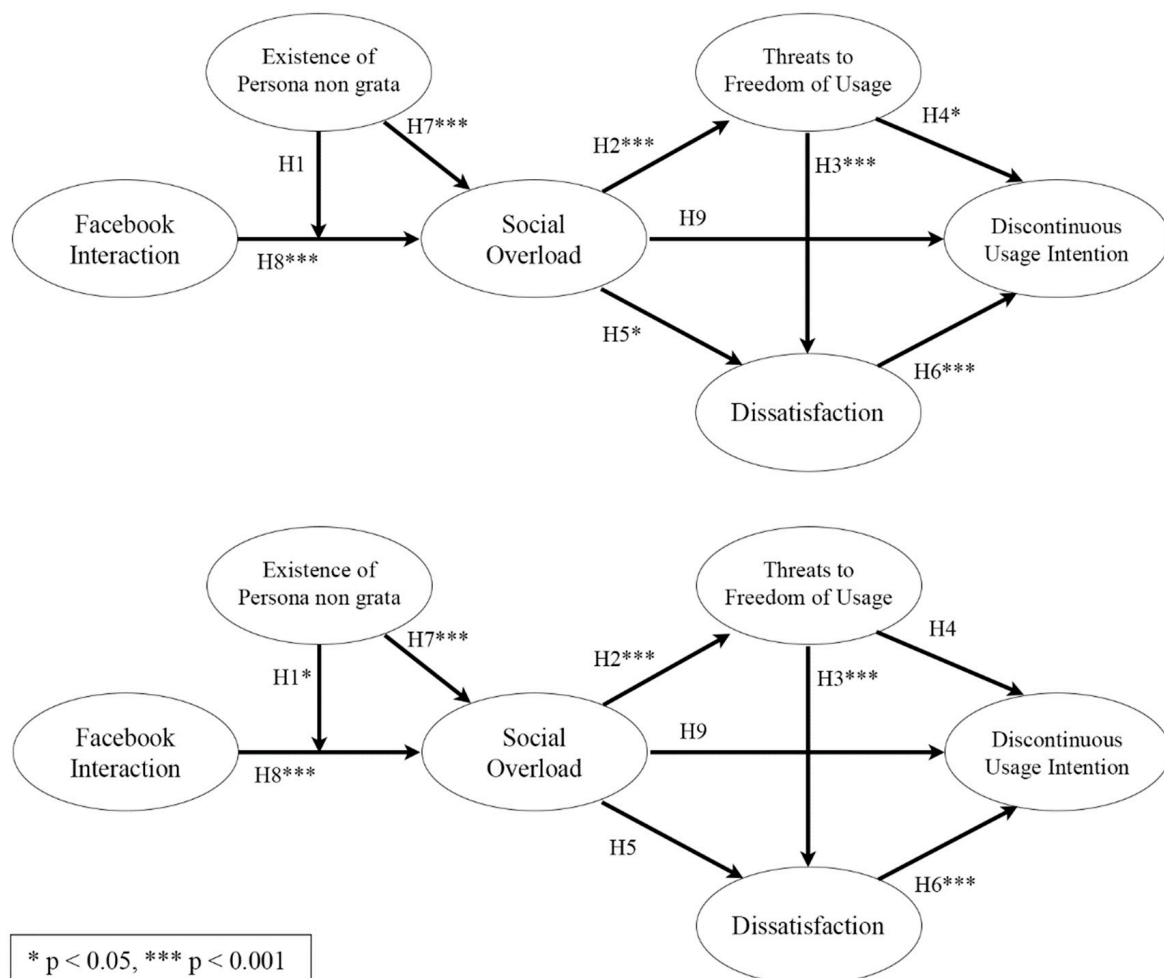 Existence of
Persona non grata
Threats to
Freedom of Usage
H7***
H4*
H1
H2***
H3***
Facebook
Interaction
Social
Overload
H9
Discontinuous
Usage Intention
H8***
H5*
H6***
Dissatisfaction
Existence of
Persona non grata
Threats to
Freedom of Usage
H7***
H4
H1*
H2***
H3***
Facebook
Interaction
Social
Overload
H9
Discontinuous
Usage Intention
H8***
H5
H6***
Dissatisfaction
* p < 0.05, *** p < 0.001